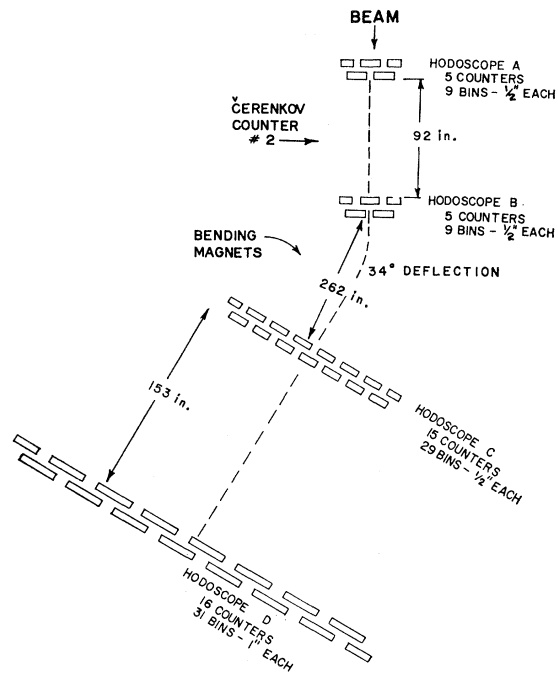 BEAM
HODOSCOPE A
5 COUNTERS
9 BINS - 1/2" EACH
ČERENKOV
COUNTER
# 2
92 in.
HODOSCOPE B
5 COUNTERS
9 BINS - 1/2" EACH
BENDING
MAGNETS
34° DEFLECTION
262 in.
153 in.
HODOSCOPE C
15 COUNTERS
29 BINS - 1/2" EACH
HODOSCOPE D
16 COUNTERS
31 BINS - 1" EACH